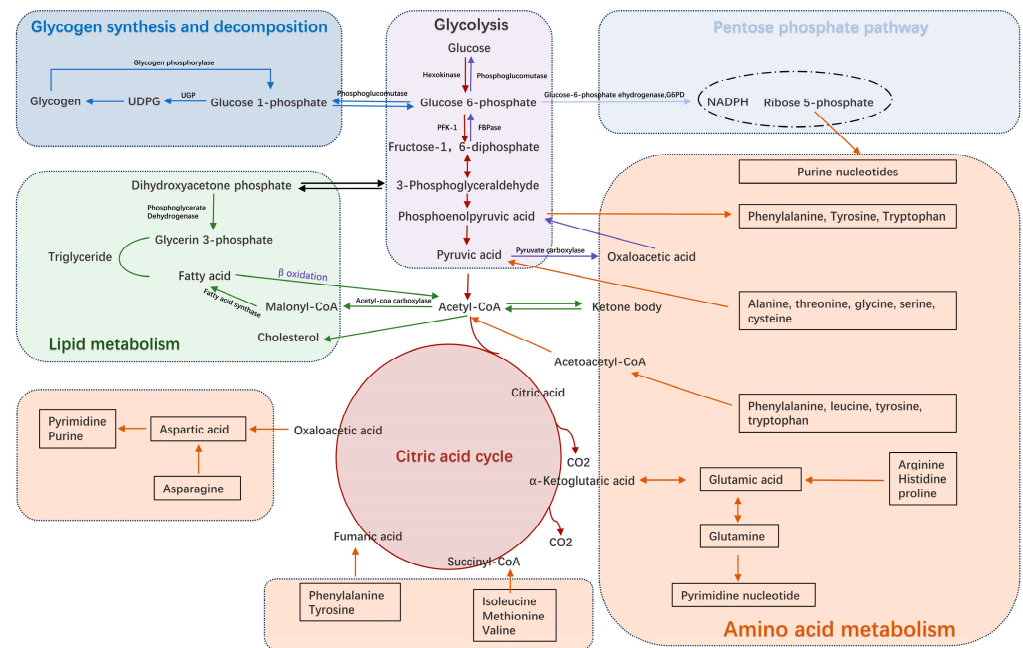 Glycogen synthesis and decomposition
Glycogen phosphorylase
Glycogen
UDPG
UGP
Glucose 1-phosphate
Phosphoglucomutase
Glycolysis
Glucose
Hexokinase
Phosphoglucomutase
Glucose 6-phosphate
PFK-1
FBPase
Fructose-1, 6-diphosphate
3-Phosphoglyceraldehyde
Phosphoenolpyruvic acid
Pyruvic acid
Pentose phosphate pathway
Glucose-6-phosphate ehydrogenase,G6PD
NADPH
Ribose 5-phosphate
Dihydroxyacetone phosphate
Phosphoglycerate
Dehydrogenase
Glycerin 3-phosphate
Triglyceride
Fatty acid
β oxidation
Fatty acid synthase
Malonyl-CoA
Acetyl-coa carboxylase
Cholesterol
Lipid metabolism
Pyruvate carboxylase
Oxaloacetic acid
Acetyl-CoA
Ketone body
Acetoacetyl-CoA
Purine nucleotides
Phenylalanine, Tyrosine, Tryptophan
Alanine, threonine, glycine, serine,
cysteine
Phenylalanine, leucine, tyrosine,
tryptophan
Citric acid
Citric acid cycle
CO2
α-Ketoglutaric acid
CO2
Succinyl-CoA
Fumaric acid
Oxaloacetic acid
Aspartic acid
Pyrimidine
Purine
Asparagine
Phenylalanine
Tyrosine
Isoleucine
Methionine
Valine
Glutamic acid
Arginine
Histidine
proline
Glutamine
Pyrimidine nucleotide
Amino acid metabolism